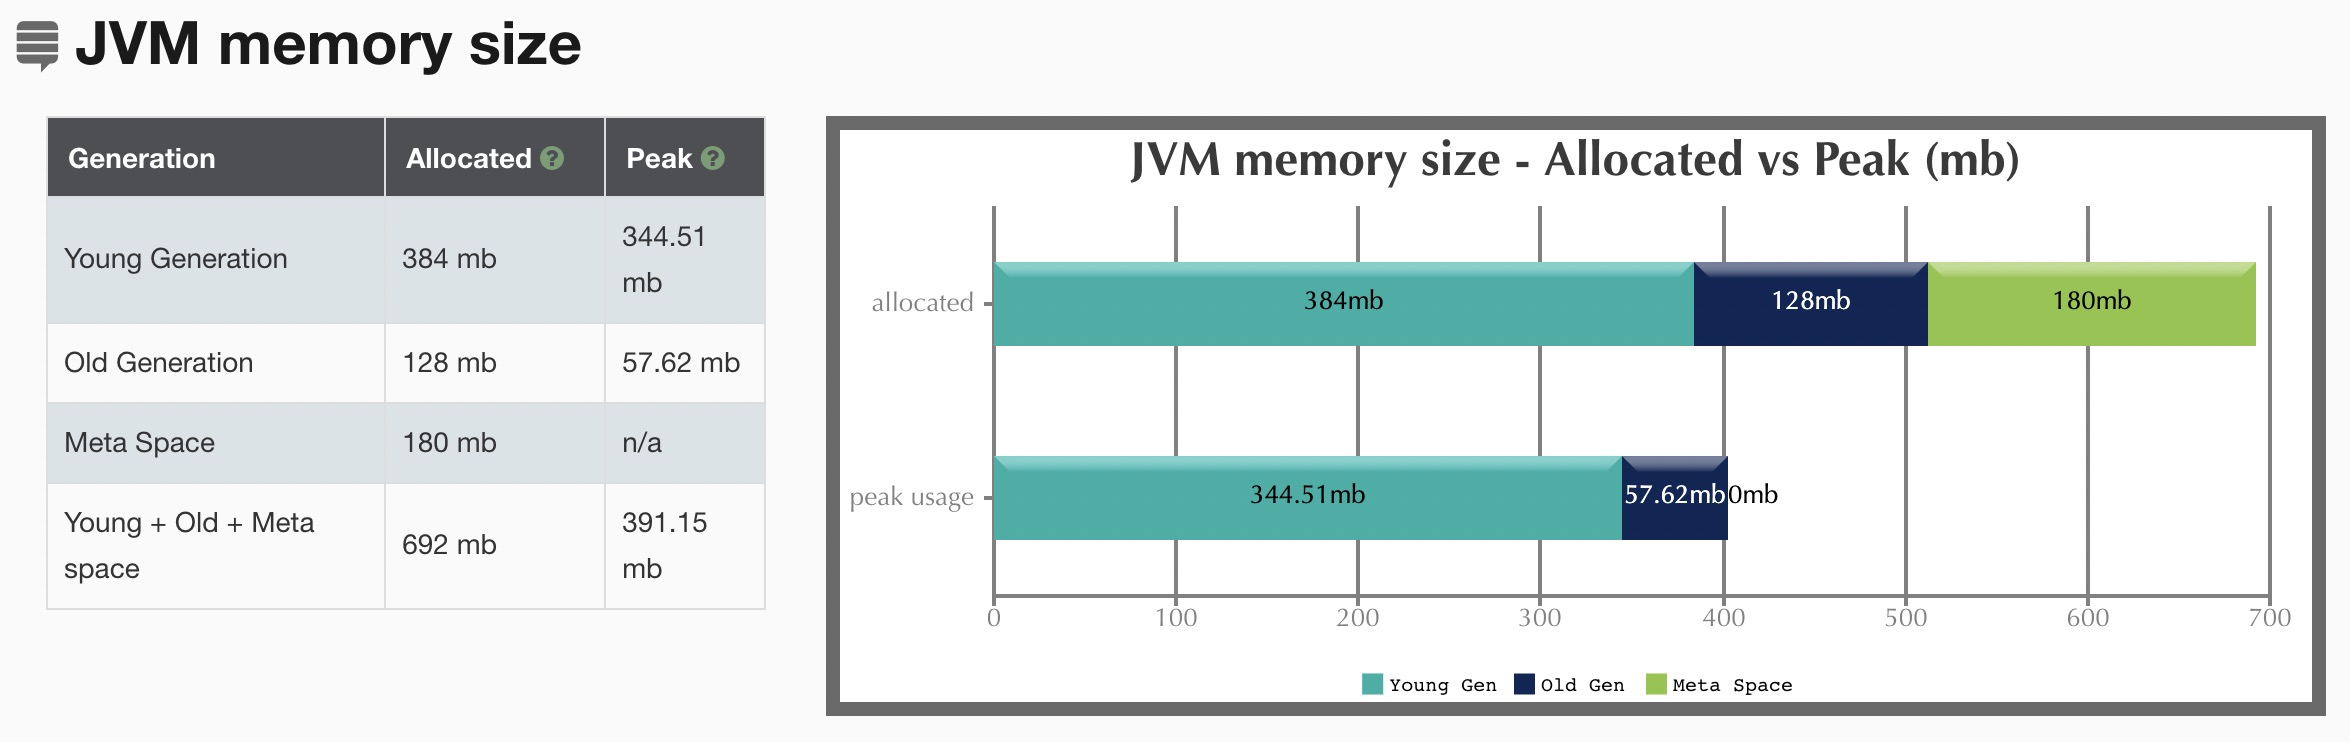 JVM memory size
Generation Allocated ? Peak ?
Young Generation 384 mb 344.51 mb
Old Generation 128 mb 57.62 mb
Meta Space 180 mb n/a
Young + Old + Meta space 692 mb 391.15 mb
JVM memory size - Allocated vs Peak (mb)
allocated 384mb 128mb 180mb
peak usage 344.51mb 57.62mb 0mb
0 100 200 300 400 500 600 700
Young Gen Old Gen Meta Space